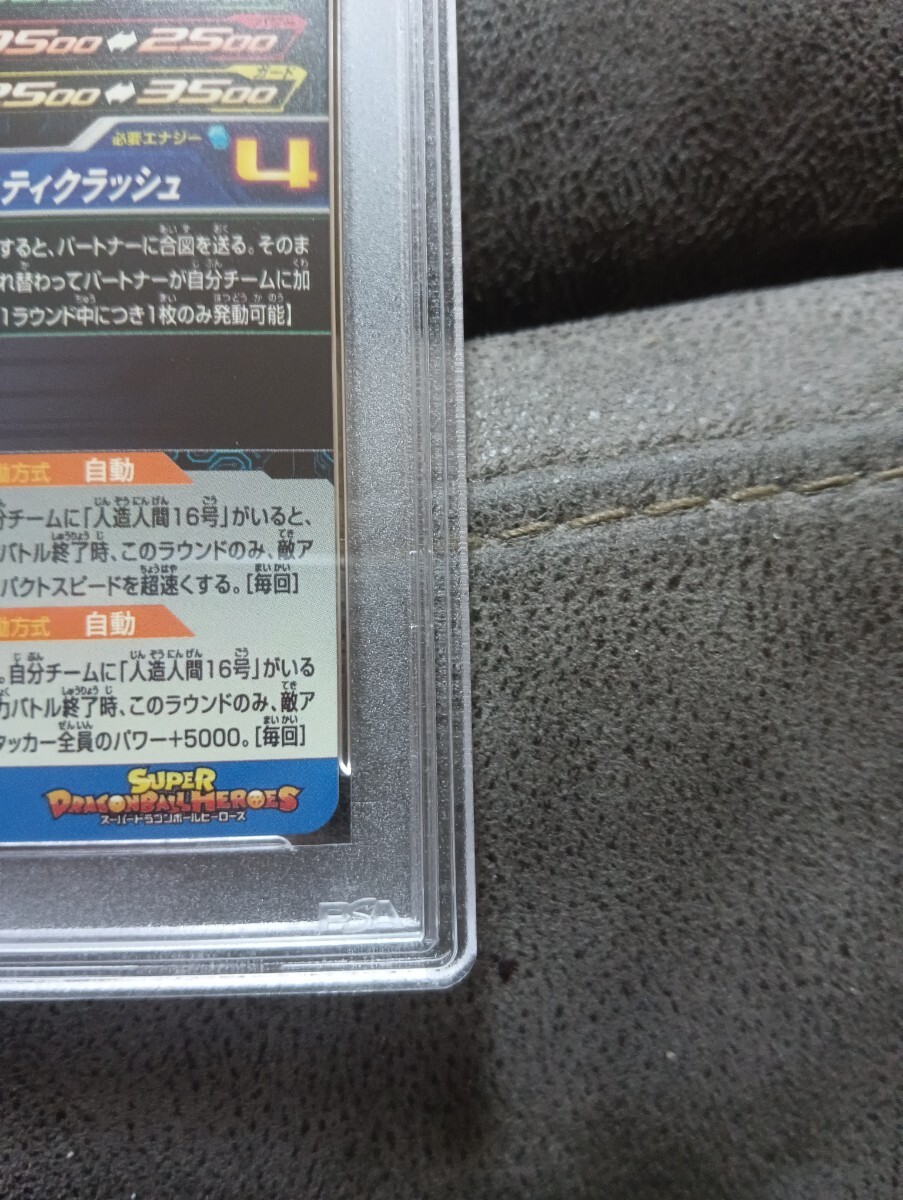 500 2500
ガード
2500 3500
必要エナジー 4
ティクラッシュ
すると、パートナーに合図を送る。そのま
れ替わってパートナーが自分チームに加
1ラウンド中につき1枚のみ発動可能】
動方式 自動
分チームに「人造人間16号」がいると、
バトル終了時、このラウンドのみ、敵ア
パクトスピードを超速くする。[毎回]
動方式 自動
。自分チームに「人造人間16号」がいる
力バトル終了時、このラウンドのみ、敵ア
タッカー全員のパワー+5000。[毎回]
SUPER
DRAGONBALL HEROES
スーパードラゴンボールヒーローズ
PSA